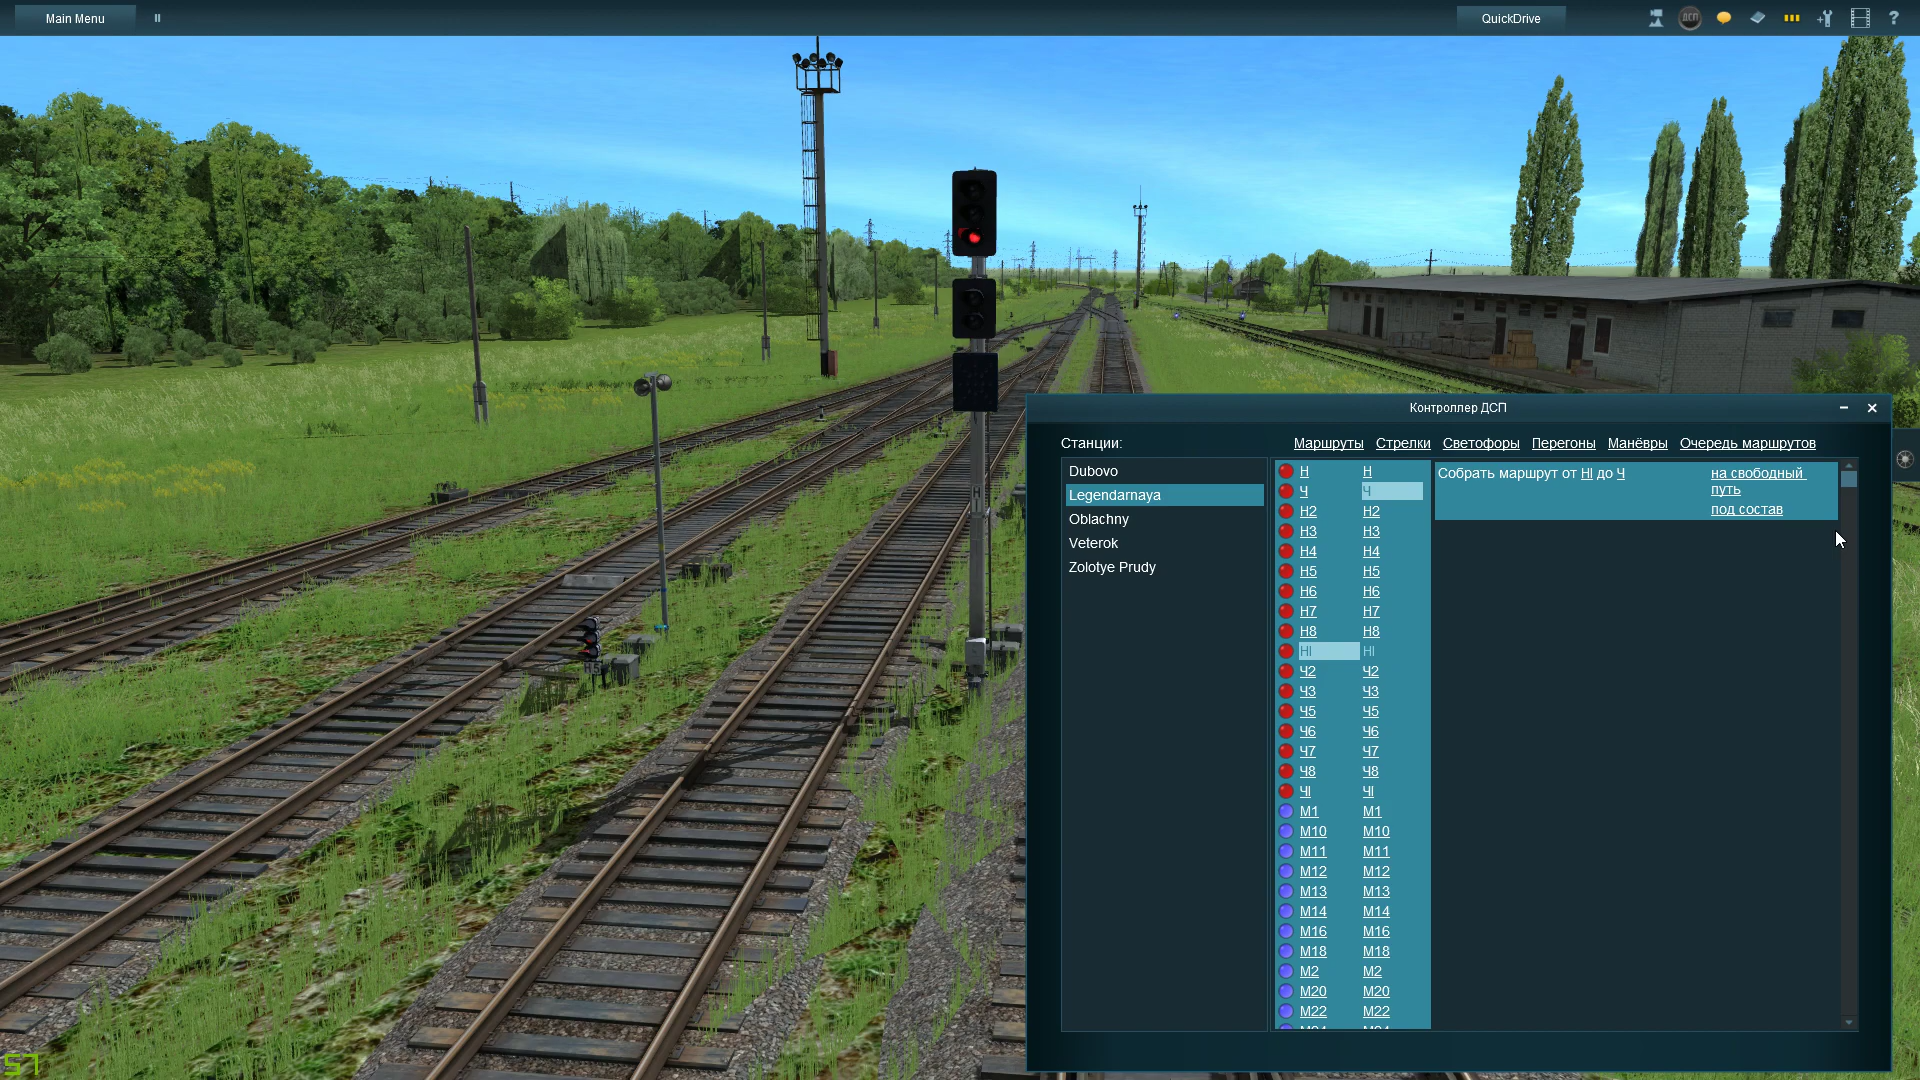 Main Menu
QuickDrive
ДСП
?
Контроллер ДСП
Станции:
Маршруты Стрелки Светофоры Перегоны Манёвры Очередь маршрутов
Dubovo
Legendarnaya
Oblachny
Veterok
Zolotye Prudy
Н Н
Ч Ч
Н2 Н2
Н3 Н3
Н4 Н4
Н5 Н5
Н6 Н6
Н7 Н7
Н8 Н8
НI НI
Ч2 Ч2
Ч3 Ч3
Ч5 Ч5
Ч6 Ч6
Ч7 Ч7
Ч8 Ч8
ЧI ЧI
М1 М1
М10 М10
М11 М11
М12 М12
М13 М13
М14 М14
М16 М16
М18 М18
М2 М2
М20 М20
М22 М22
Собрать маршрут от НI до Ч
на свободный
путь
под состав
Н
Н5
57